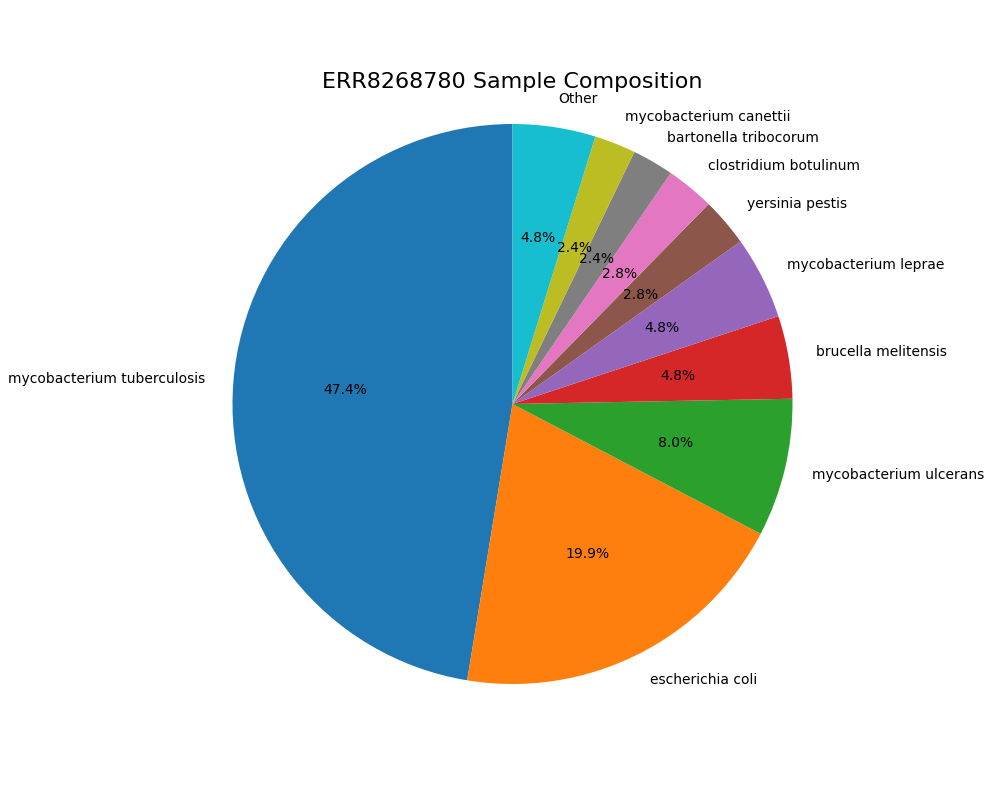 ERR8268780 Sample Composition
Other
mycobacterium canettii
bartonella tribocorum
clostridium botulinum
yersinia pestis
mycobacterium leprae
brucella melitensis
mycobacterium ulcerans
escherichia coli
mycobacterium tuberculosis
4.8%
2.4%
2.4%
2.8%
2.8%
4.8%
4.8%
8.0%
19.9%
47.4%